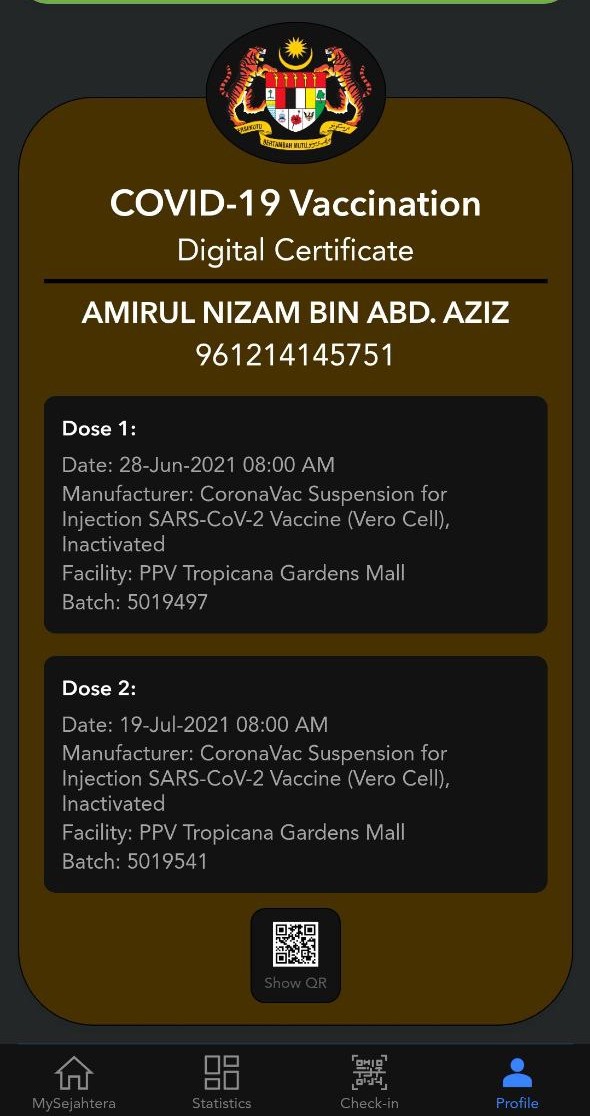 BERTAMBAH MUTU
COVID-19 Vaccination
Digital Certificate
AMIRUL NIZAM BIN ABD. AZIZ
961214145751
Dose 1:
Date: 28-Jun-2021 08:00 AM
Manufacturer: CoronaVac Suspension for
Injection SARS-CoV-2 Vaccine (Vero Cell),
Inactivated
Facility: PPV Tropicana Gardens Mall
Batch: 5019497
Dose 2:
Date: 19-Jul-2021 08:00 AM
Manufacturer: CoronaVac Suspension for
Injection SARS-CoV-2 Vaccine (Vero Cell),
Inactivated
Facility: PPV Tropicana Gardens Mall
Batch: 5019541
Show QR
MySejahtera
Statistics
Check-in
Profile